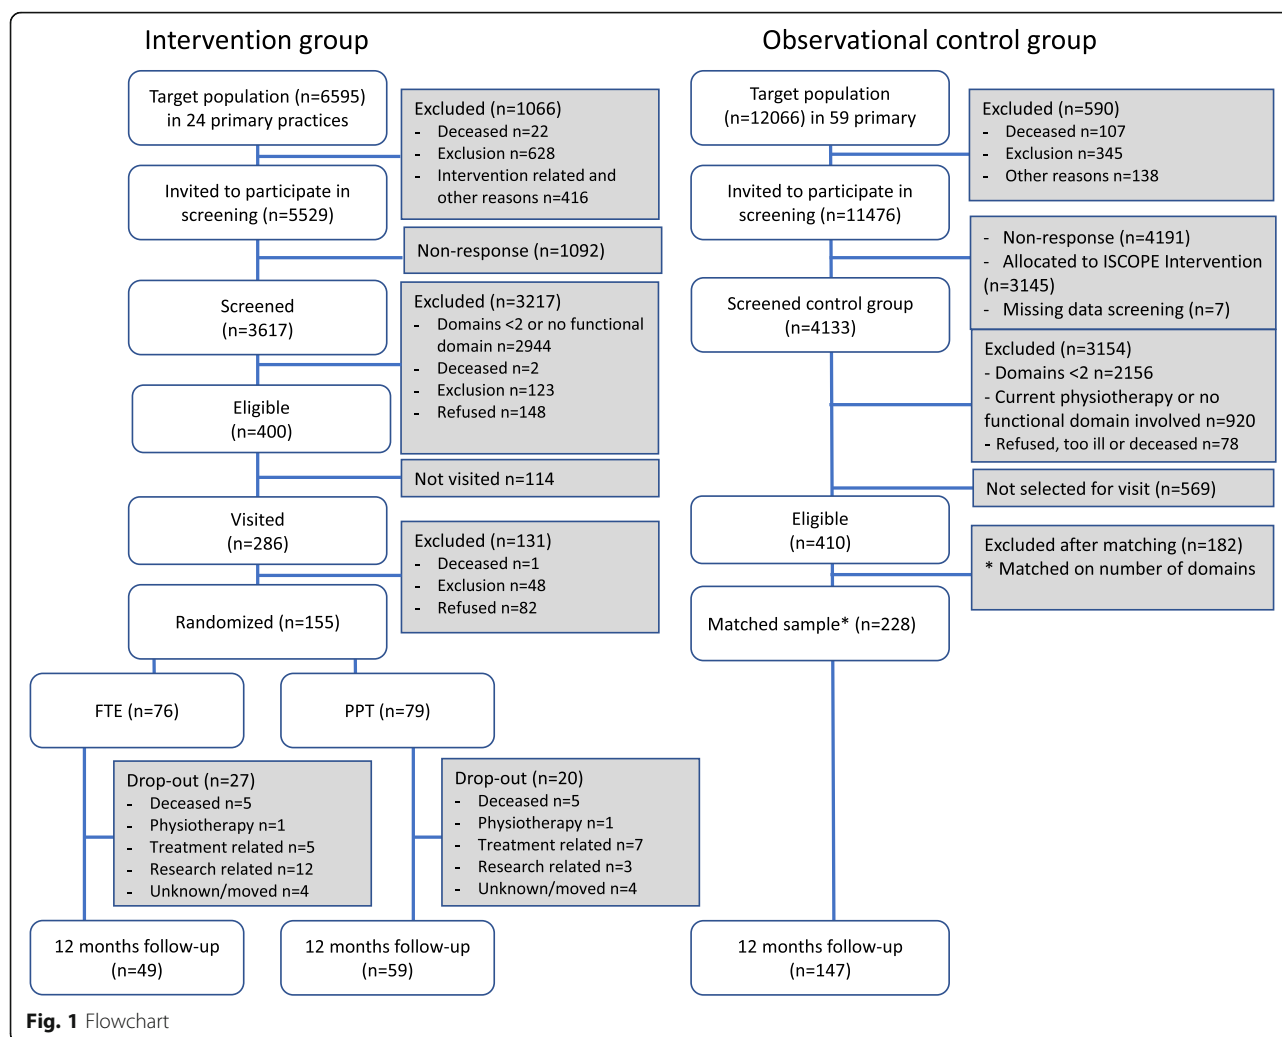 Intervention group
Target population (n=6595)
in 24 primary practices
Excluded (n=1066)
- Deceased n=22
- Exclusion n=628
- Intervention related and
other reasons n=416
Invited to participate in
screening (n=5529)
Non-response (n=1092)
Screened
(n=3617)
Excluded (n=3217)
- Domains <2 or no functional
domain n=2944
- Deceased n=2
- Exclusion n=123
- Refused n=148
Eligible
(n=400)
Not visited n=114
Visited
(n=286)
Excluded (n=131)
- Deceased n=1
- Exclusion n=48
- Refused n=82
Randomized (n=155)
FTE (n=76)
PPT (n=79)
Drop-out (n=27)
- Deceased n=5
- Physiotherapy n=1
- Treatment related n=5
- Research related n=12
- Unknown/moved n=4
Drop-out (n=20)
- Deceased n=5
- Physiotherapy n=1
- Treatment related n=7
- Research related n=3
- Unknown/moved n=4
12 months follow-up
(n=49)
12 months follow-up
(n=59)
Observational control group
Target population
(n=12066) in 59 primary
Excluded (n=590)
- Deceased n=107
- Exclusion n=345
- Other reasons n=138
Invited to participate in
screening (n=11476)
- Non-response (n=4191)
- Allocated to ISCOPE Intervention
(n=3145)
- Missing data screening (n=7)
Screened control group
(n=4133)
Excluded (n=3154)
- Domains <2 n=2156
- Current physiotherapy or no
functional domain involved n=920
- Refused, too ill or deceased n=78
Not selected for visit (n=569)
Eligible
(n=410)
Excluded after matching (n=182)
* Matched on number of domains
Matched sample* (n=228)
12 months follow-up
(n=147)
Fig. 1 Flowchart